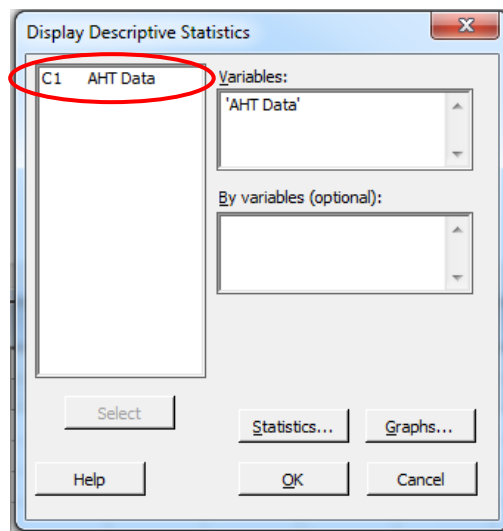 Display Descriptive Statistics
X
C1 AHT Data
Variables:
'AHT Data'
By variables (optional):
Select
Statistics...
Graphs...
Help
OK
Cancel